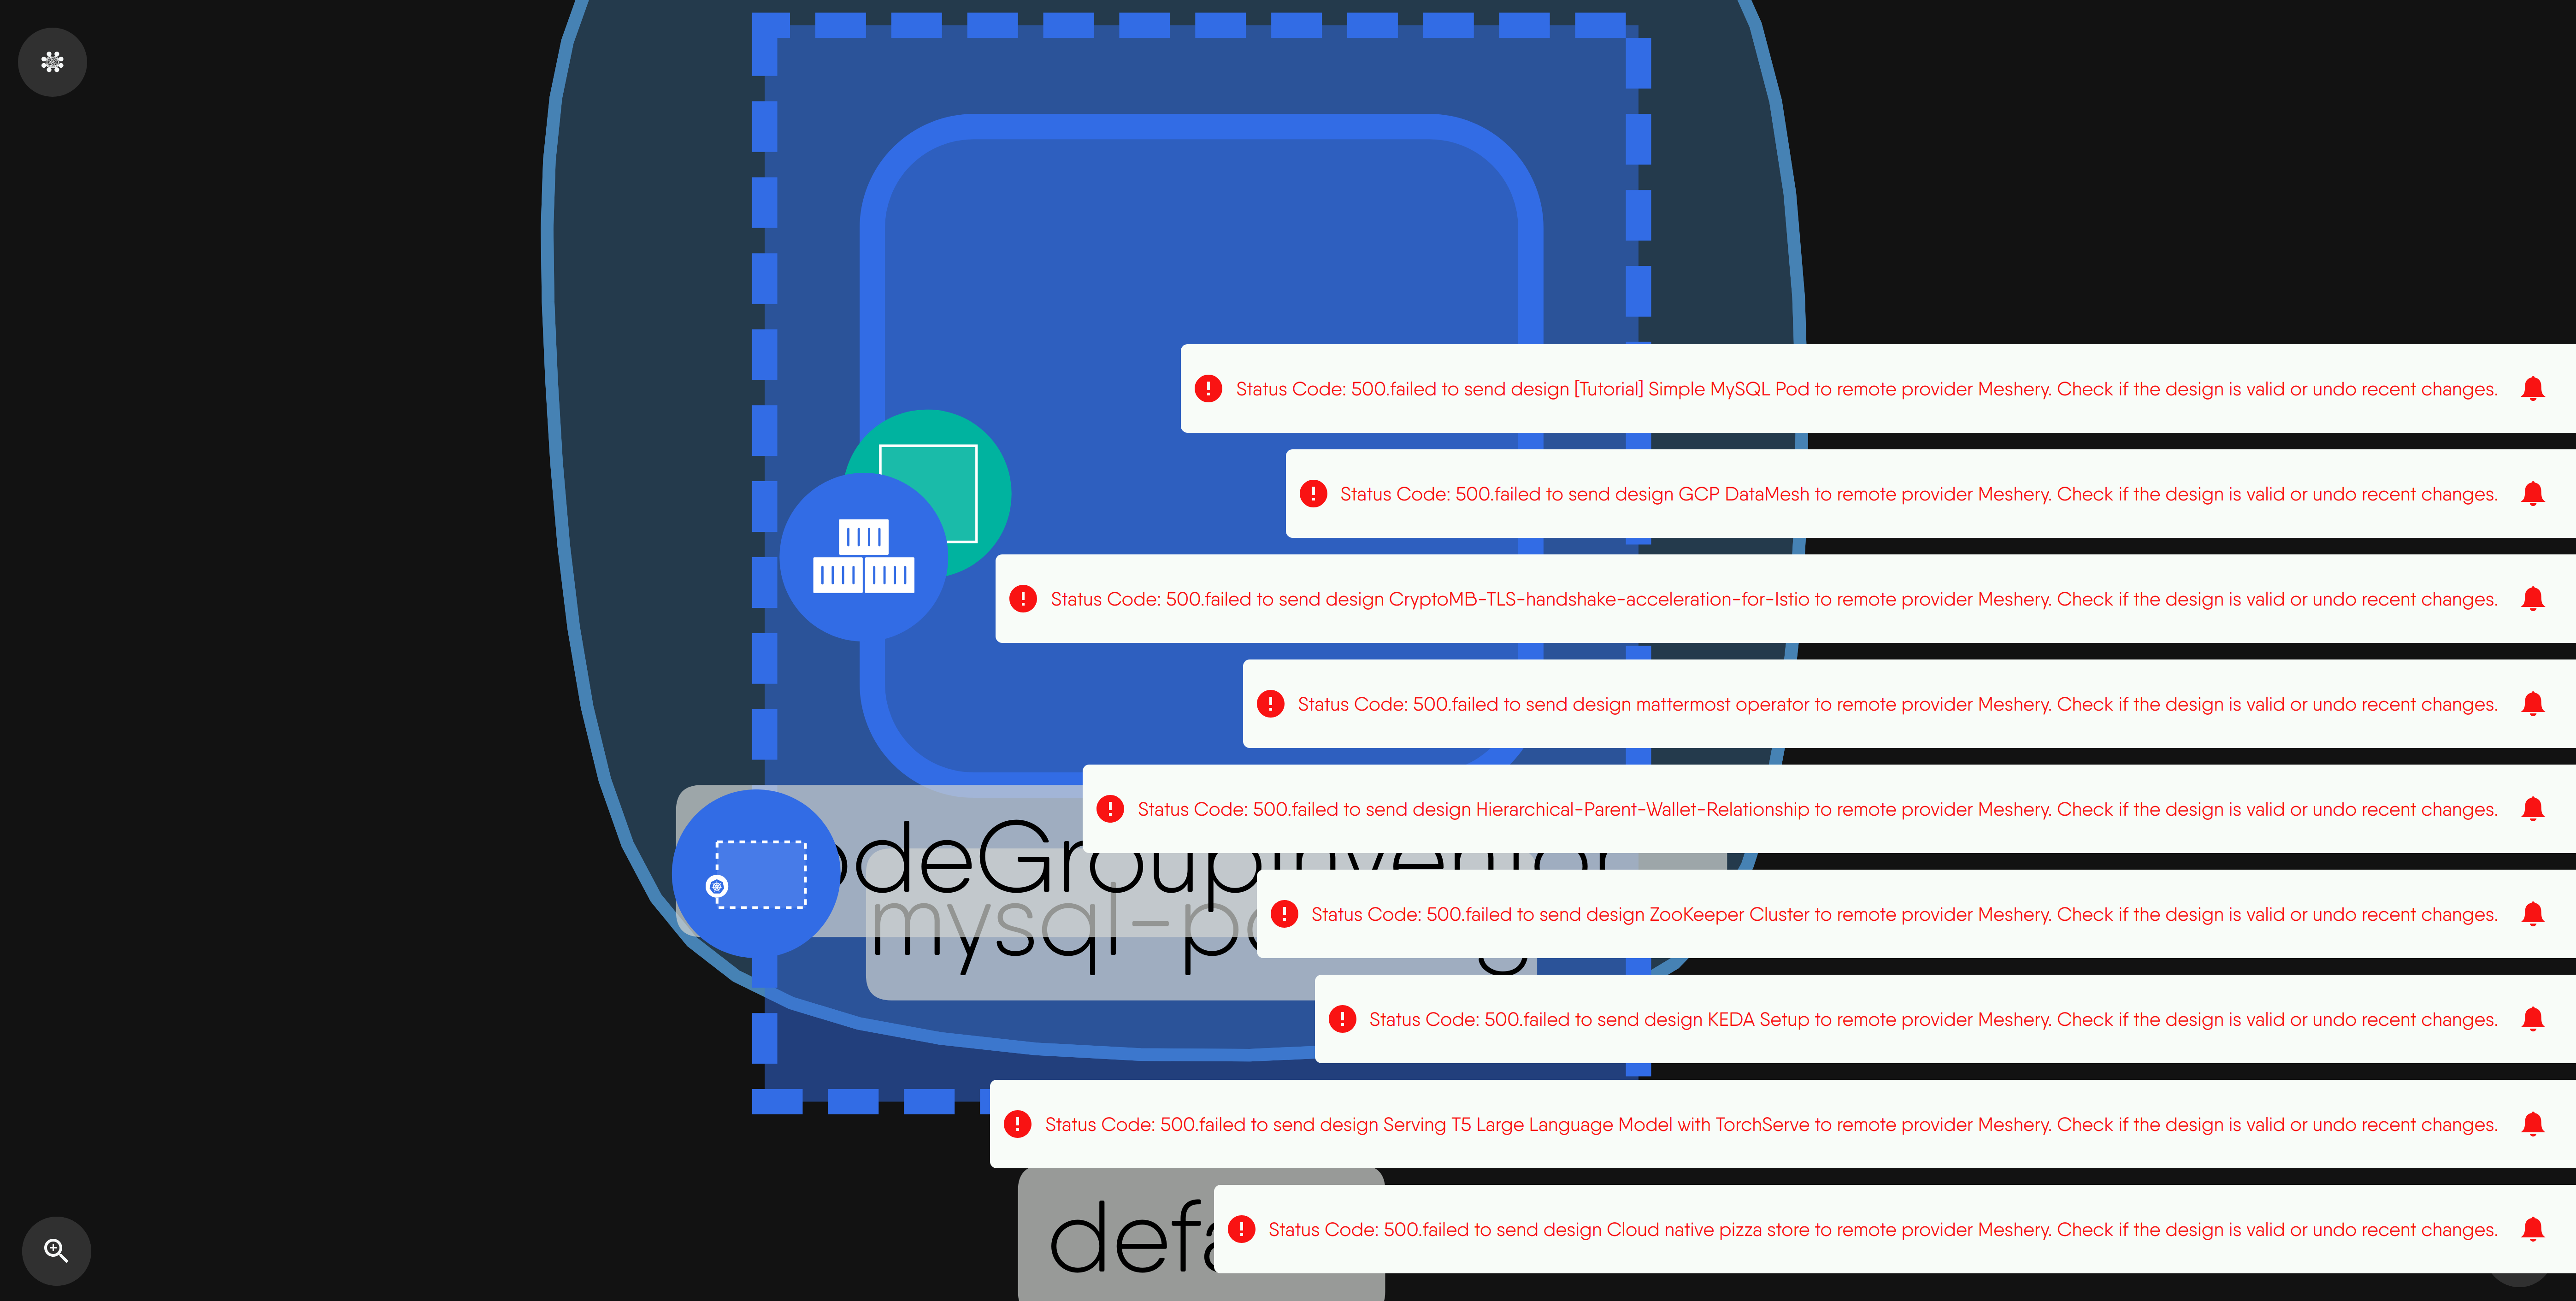 Status Code: 500.failed to send design [Tutorial] Simple MySQL Pod to remote provider Meshery. Check if the design is valid or undo recent changes.
Status Code: 500.failed to send design GCP DataMesh to remote provider Meshery. Check if the design is valid or undo recent changes.
Status Code: 500.failed to send design CryptoMB-TLS-handshake-acceleration-for-Istio to remote provider Meshery. Check if the design is valid or undo recent changes.
Status Code: 500.failed to send design mattermost operator to remote provider Meshery. Check if the design is valid or undo recent changes.
Status Code: 500.failed to send design Hierarchical-Parent-Wallet-Relationship to remote provider Meshery. Check if the design is valid or undo recent changes.
odeGroupInventor
Status Code: 500.failed to send design ZooKeeper Cluster to remote provider Meshery. Check if the design is valid or undo recent changes.
mysql-p
Status Code: 500.failed to send design KEDA Setup to remote provider Meshery. Check if the design is valid or undo recent changes.
Status Code: 500.failed to send design Serving T5 Large Language Model with TorchServe to remote provider Meshery. Check if the design is valid or undo recent changes.
Status Code: 500.failed to send design Cloud native pizza store to remote provider Meshery. Check if the design is valid or undo recent changes.
defa